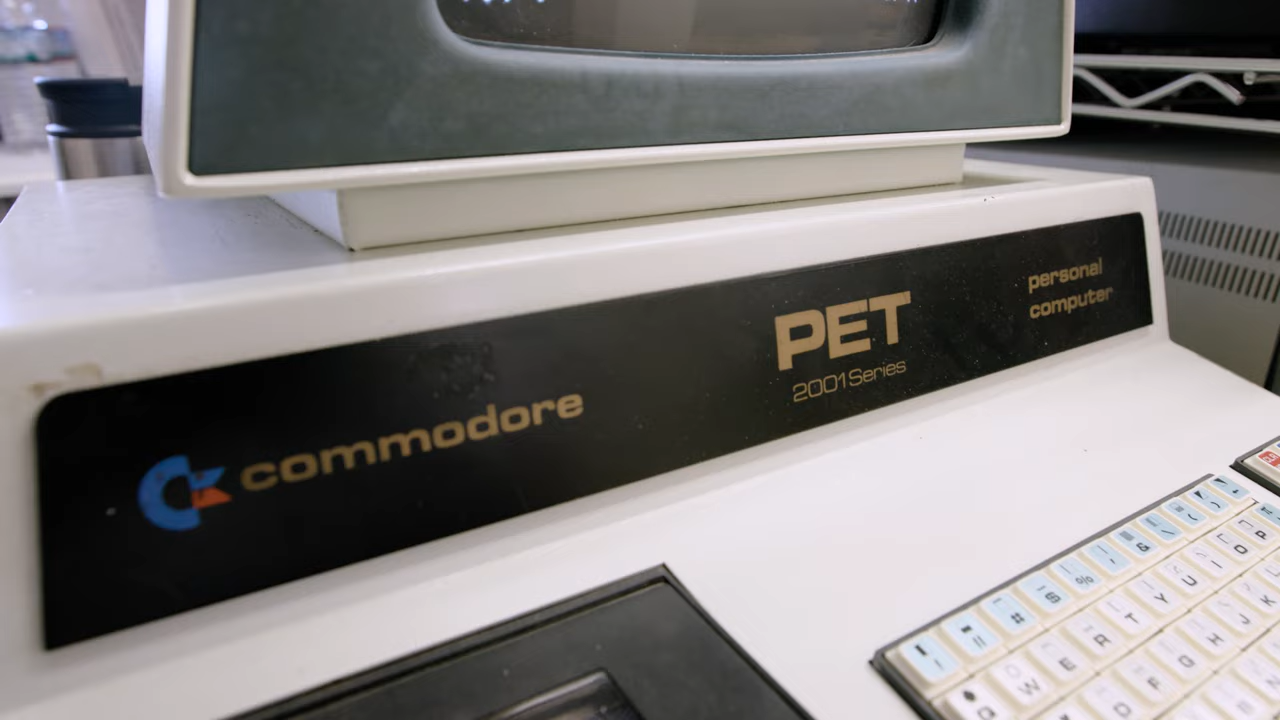 commodore
PET
2001 Series
personal
computer
! " # $ % ' & \ ( )
Q W E R T Y U I O P
D F G H J K